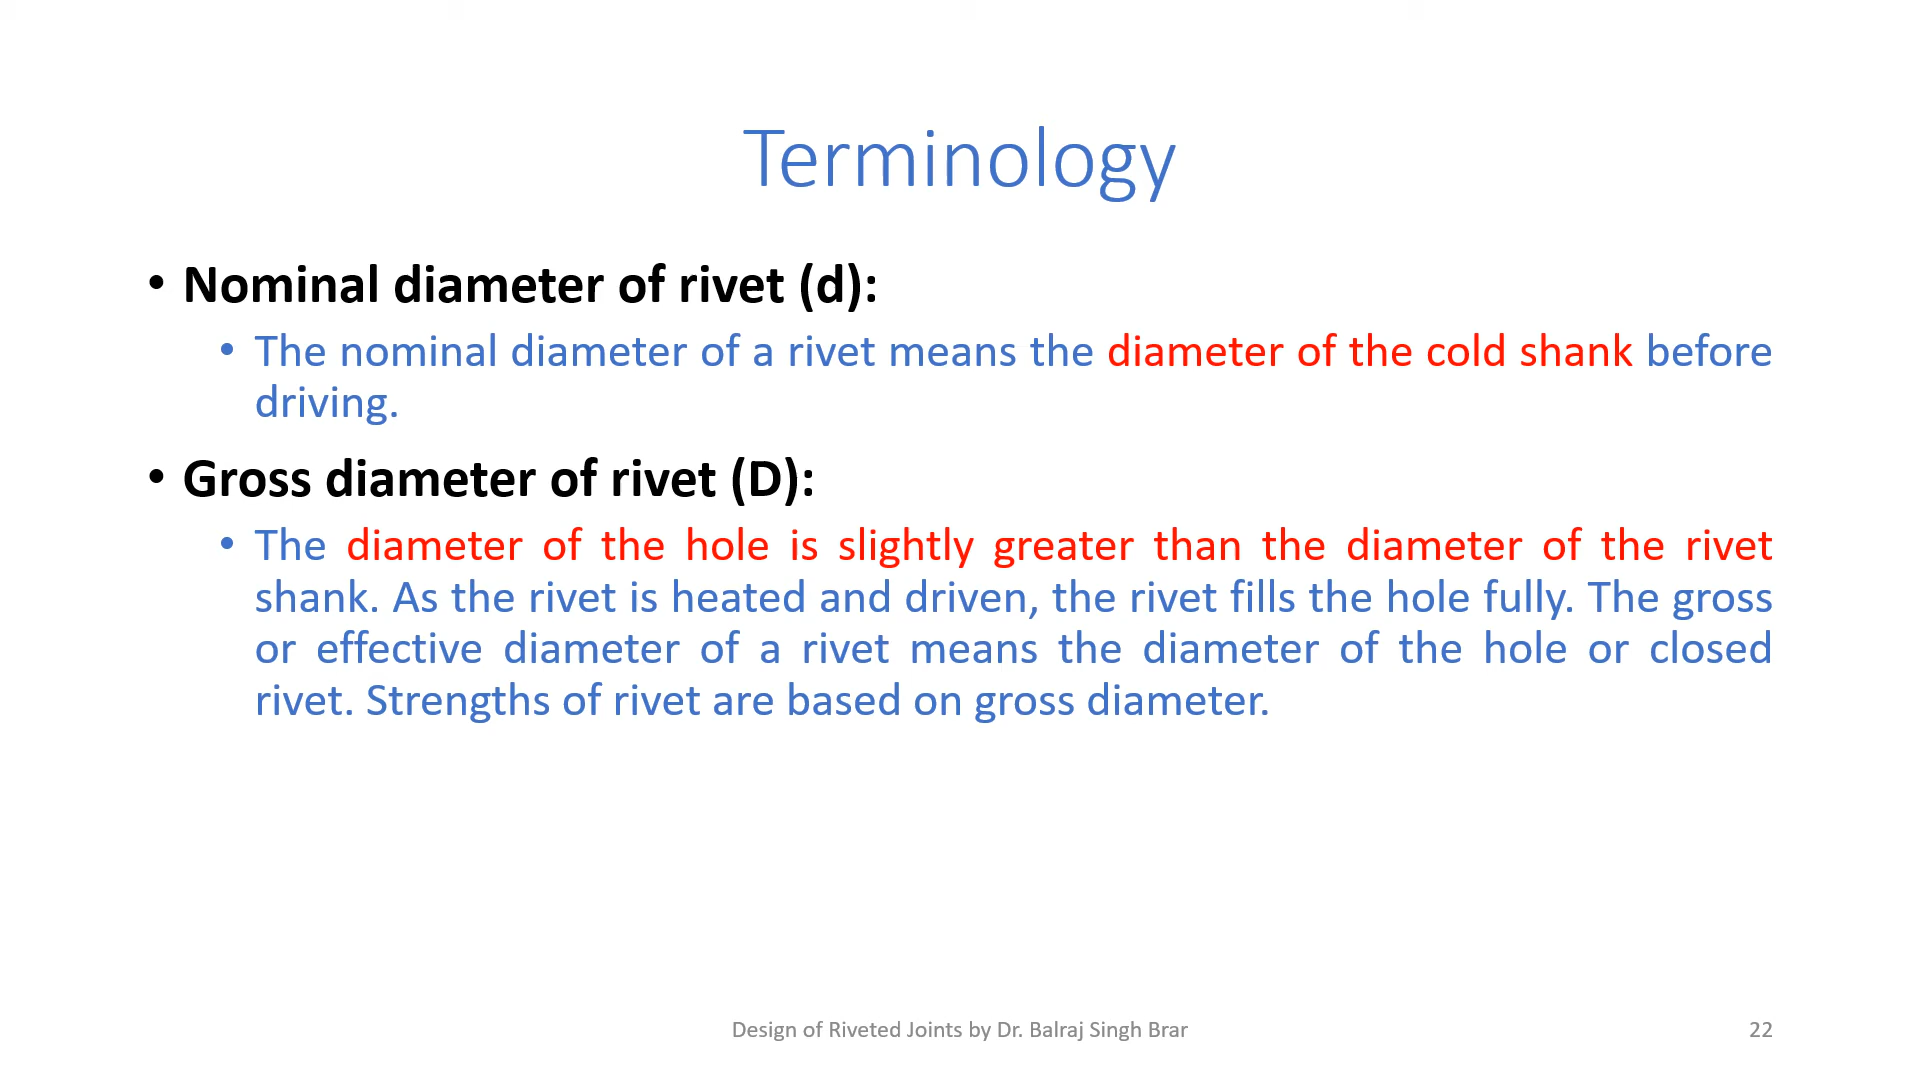 Terminology
• Nominal diameter of rivet (d):
• The nominal diameter of a rivet means the diameter of the cold shank before
driving.
• Gross diameter of rivet (D):
• The diameter of the hole is slightly greater than the diameter of the rivet
shank. As the rivet is heated and driven, the rivet fills the hole fully. The gross
or effective diameter of a rivet means the diameter of the hole or closed
rivet. Strengths of rivet are based on gross diameter.
Design of Riveted Joints by Dr. Balraj Singh Brar
22